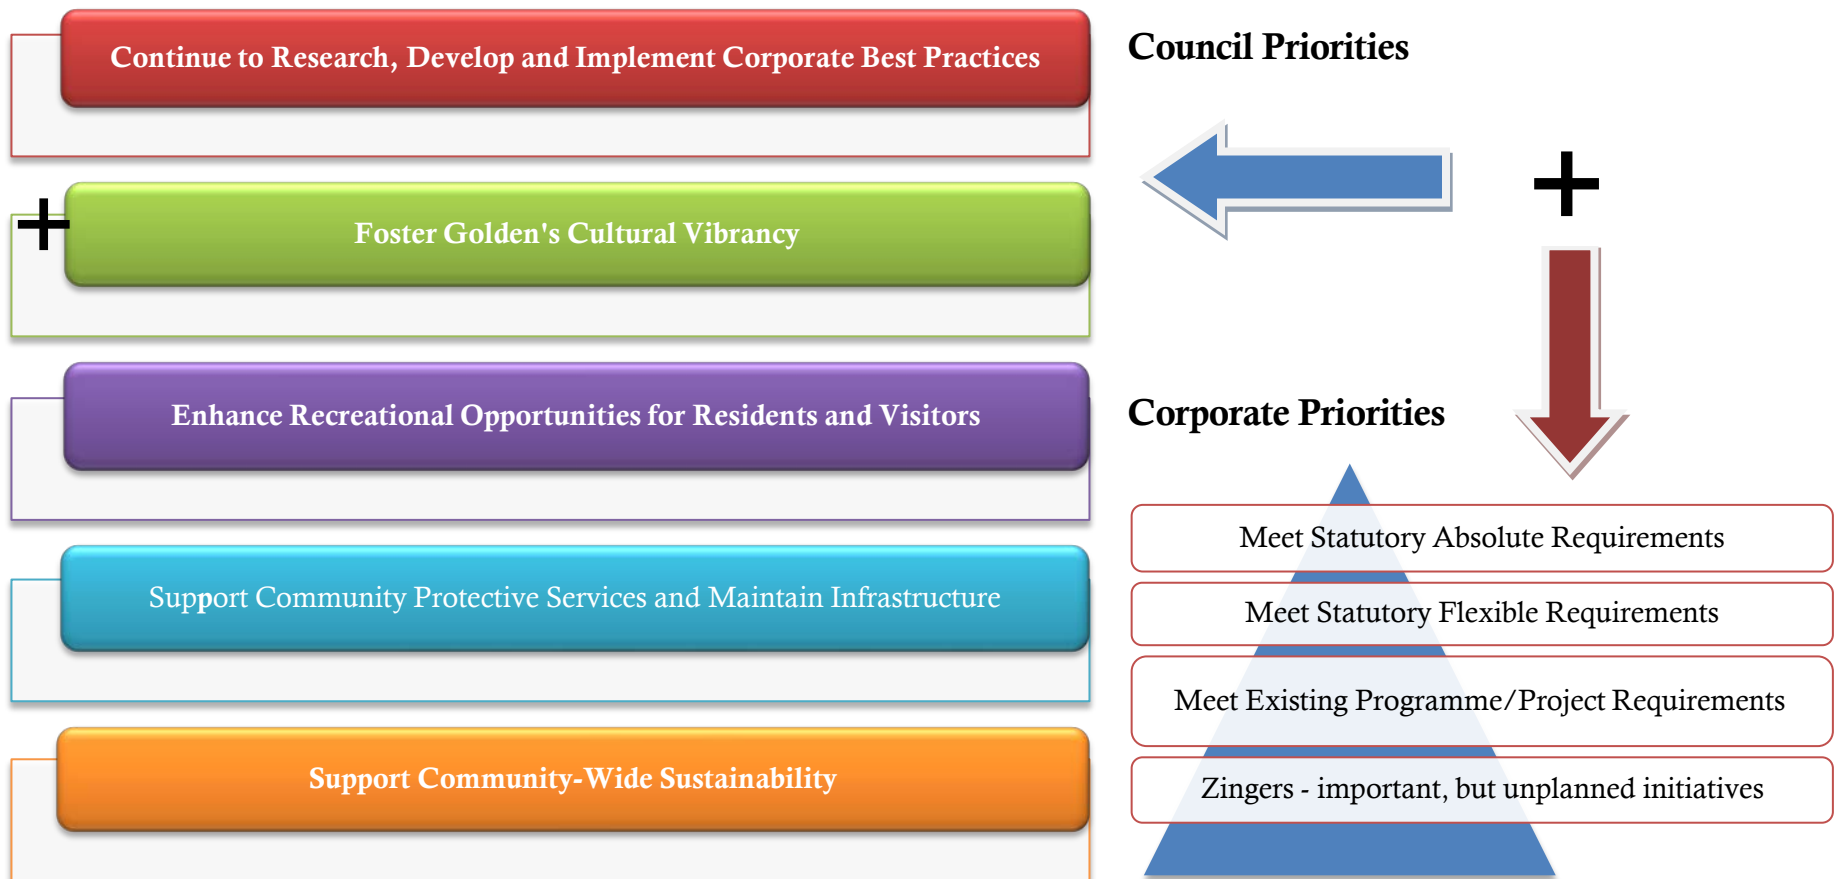 Continue to Research, Develop and Implement Corporate Best Practices
Foster Golden's Cultural Vibrancy
Enhance Recreational Opportunities for Residents and Visitors
Support Community Protective Services and Maintain Infrastructure
Support Community-Wide Sustainability
Council Priorities
+
+
Corporate Priorities
Meet Statutory Absolute Requirements
Meet Statutory Flexible Requirements
Meet Existing Programme/Project Requirements
Zingers - important, but unplanned initiatives